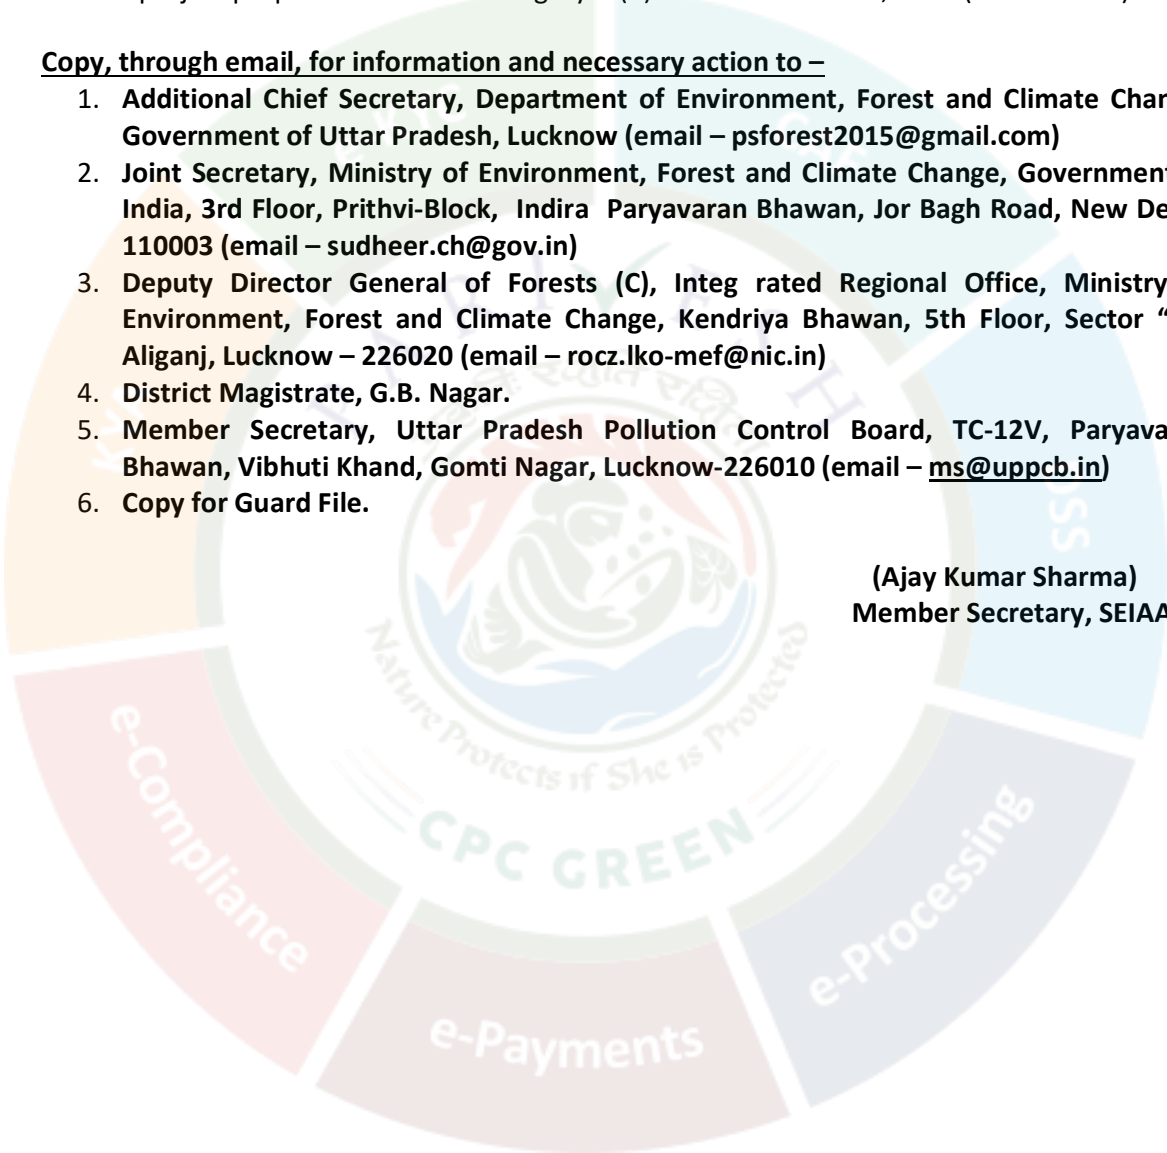 Copy, through email, for information and necessary action to –
1. Additional Chief Secretary, Department of Environment, Forest and Climate Chan
Government of Uttar Pradesh, Lucknow (email – psforest2015@gmail.com)
2. Joint Secretary, Ministry of Environment, Forest and Climate Change, Government
India, 3rd Floor, Prithvi-Block, Indira Paryavaran Bhawan, Jor Bagh Road, New De
110003 (email – sudheer.ch@gov.in)
3. Deputy Director General of Forests (C), Integ rated Regional Office, Ministry
Environment, Forest and Climate Change, Kendriya Bhawan, 5th Floor, Sector “
Aliganj, Lucknow – 226020 (email – rocz.lko-mef@nic.in)
4. District Magistrate, G.B. Nagar.
5. Member Secretary, Uttar Pradesh Pollution Control Board, TC-12V, Paryava
Bhawan, Vibhuti Khand, Gomti Nagar, Lucknow-226010 (email – ms@uppcb.in)
6. Copy for Guard File.
(Ajay Kumar Sharma)
Member Secretary, SEIAA
PARIVESH
Nature Protects if She is Protected
CPC GREEN
e-Compliance
e-Payments
e-Processing